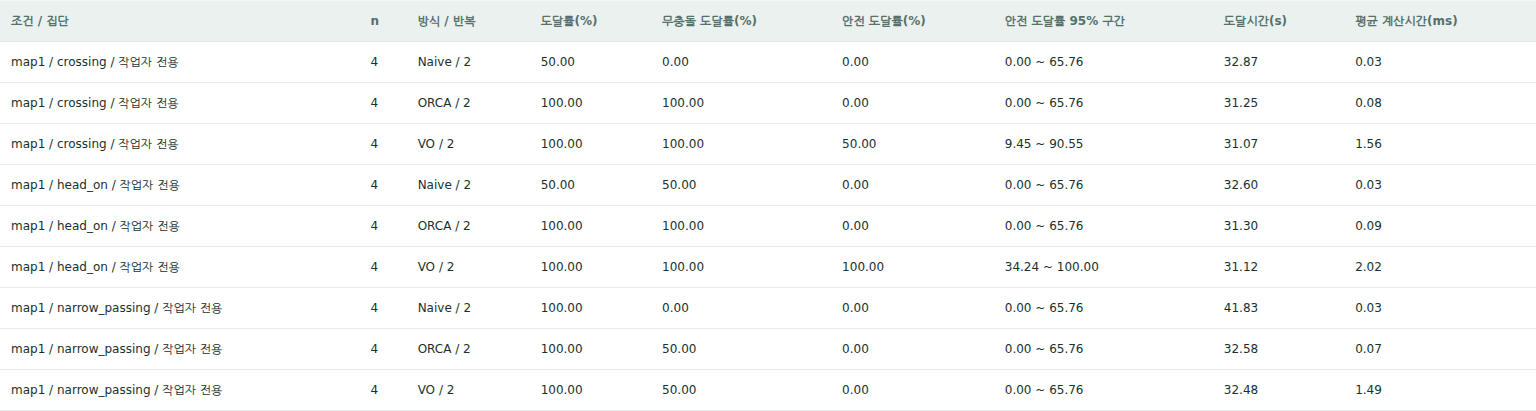 조건 / 집단 n 방식 / 반복 도달률(%) 무충돌 도달률(%) 안전 도달률(%) 안전 도달률 95% 구간 도달시간(s) 평균 계산시간(ms)
map1 / crossing / 작업자 전용 4 Naive / 2 50.00 0.00 0.00 0.00 ~ 65.76 32.87 0.03
map1 / crossing / 작업자 전용 4 ORCA / 2 100.00 100.00 0.00 0.00 ~ 65.76 31.25 0.08
map1 / crossing / 작업자 전용 4 VO / 2 100.00 100.00 50.00 9.45 ~ 90.55 31.07 1.56
map1 / head_on / 작업자 전용 4 Naive / 2 50.00 50.00 0.00 0.00 ~ 65.76 32.60 0.03
map1 / head_on / 작업자 전용 4 ORCA / 2 100.00 100.00 0.00 0.00 ~ 65.76 31.30 0.09
map1 / head_on / 작업자 전용 4 VO / 2 100.00 100.00 100.00 34.24 ~ 100.00 31.12 2.02
map1 / narrow_passing / 작업자 전용 4 Naive / 2 100.00 0.00 0.00 0.00 ~ 65.76 41.83 0.03
map1 / narrow_passing / 작업자 전용 4 ORCA / 2 100.00 50.00 0.00 0.00 ~ 65.76 32.58 0.07
map1 / narrow_passing / 작업자 전용 4 VO / 2 100.00 50.00 0.00 0.00 ~ 65.76 32.48 1.49